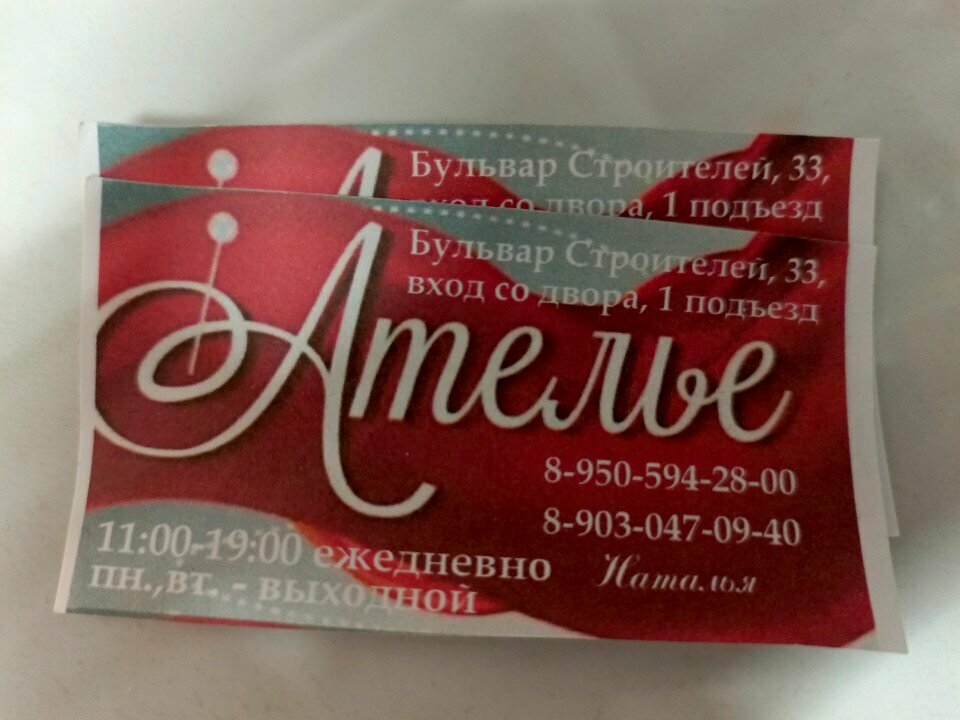 Бульвар Строителей, 33,
вход со двора, 1 подъезд
Бульвар Строителей, 33,
вход со двора, 1 подъезд
Ателье
8-950-594-28-00
8-903-047-09-40
Наталья
11:00-19:00 ежедневно
пн.,вт..- выходной